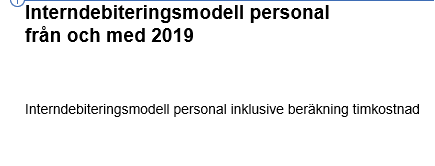 Interndebiteringsmodell personal
från och med 2019
Interndebiteringsmodell personal inklusive beräkning timkostnad